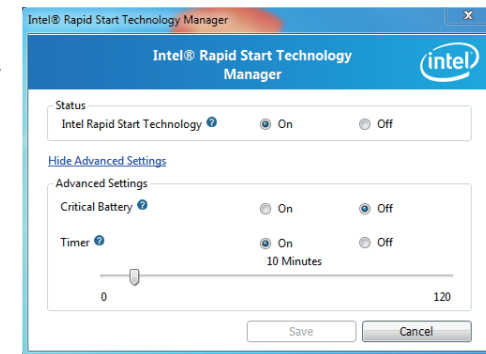 Intel® Rapid Start Technology Manager
x
Intel® Rapid Start Technology
Manager
intel
Status
Intel Rapid Start Technology ? On Off
Hide Advanced Settings
Advanced Settings
Critical Battery ? On Off
Timer ? On Off
10 Minutes
0 120
Save Cancel